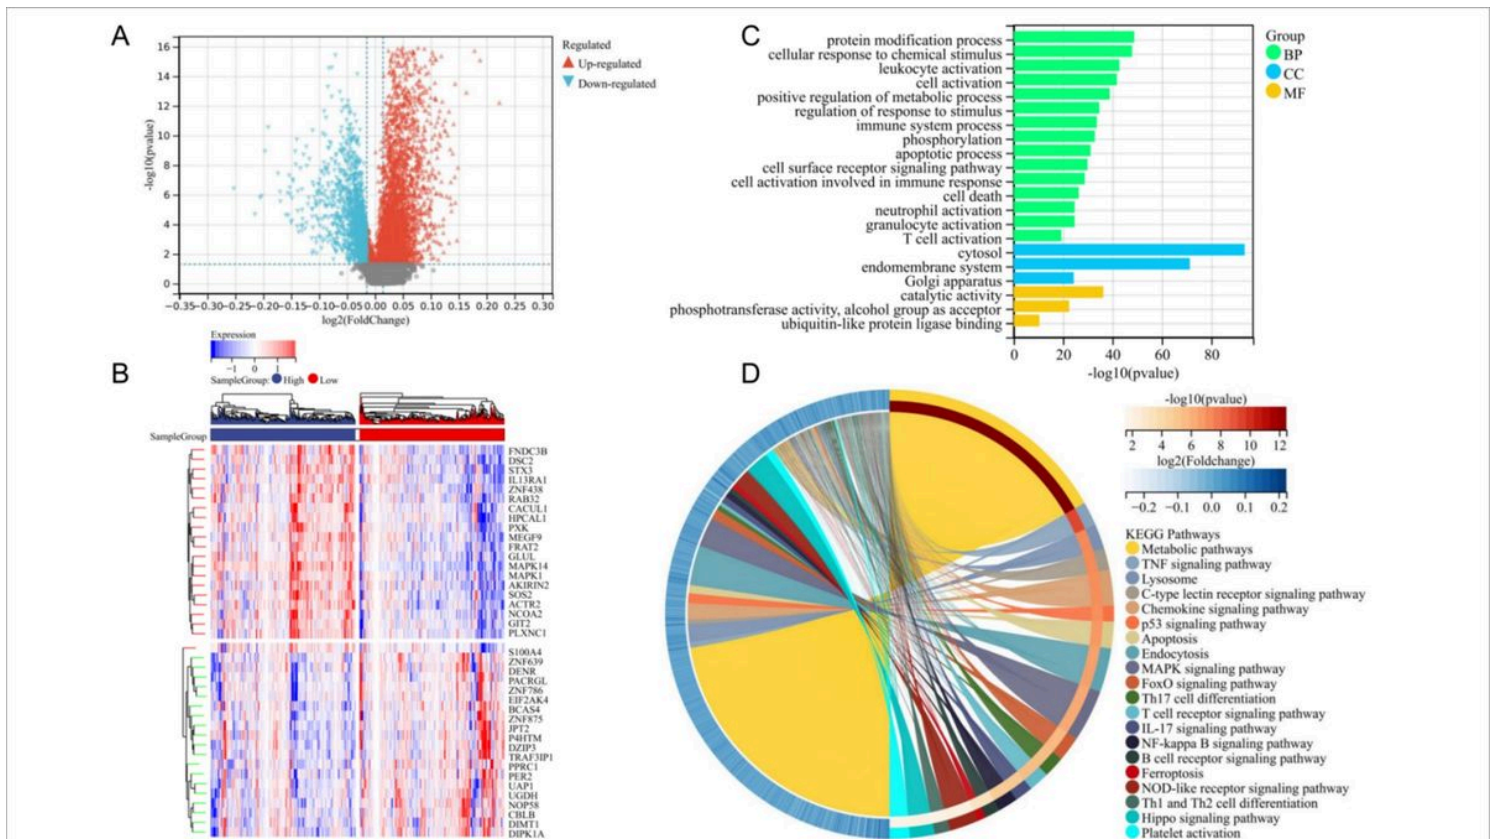 A
16
14
12
10
8
6
4
2
0
-log10(pvalue)
−0.35−0.30−0.25−0.20−0.15−0.10−0.05 0.00 0.05 0.10 0.15 0.20 0.25 0.30
log2(FoldChange)
Regulated
Up-regulated
Down-regulated
B
Expression
−1 0 1
SampleGroup: High Low
SampleGroup
FNDC3B
DSC2
STX3
IL13RA1
ZNF438
RAB32
CACUL1
HPCAL1
PXK
MEGF9
FRAT2
GLUL
MAPK14
MAPK1
AKIRIN2
SOS2
ACTR2
NCOA2
GIT2
PLXNC1
S100A4
ZNF639
DENR
PACRGL
ZNF786
EIF2AK4
BCAS4
ZNF875
JPT2
P4HTM
DZIP3
TRAF3IP1
PPRC1
PER2
UAP1
UGDH
NOP58
CBLB
DIMT1
DIPK1A
C
protein modification process
cellular response to chemical stimulus
leukocyte activation
cell activation
positive regulation of metabolic process
regulation of response to stimulus
immune system process
phosphorylation
apoptotic process
cell surface receptor signaling pathway
cell activation involved in immune response
cell death
neutrophil activation
granulocyte activation
T cell activation
cytosol
endomembrane system
Golgi apparatus
catalytic activity
phosphotransferase activity, alcohol group as acceptor
ubiquitin-like protein ligase binding
0 20 40 60 80
-log10(pvalue)
Group
BP
CC
MF
D
-log10(pvalue)
2 4 6 8 10 12
log2(Foldchange)
−0.2 −0.1 0.0 0.1 0.2
KEGG Pathways
Metabolic pathways
TNF signaling pathway
Lysosome
C-type lectin receptor signaling pathway
Chemokine signaling pathway
p53 signaling pathway
Apoptosis
Endocytosis
MAPK signaling pathway
FoxO signaling pathway
Th17 cell differentiation
T cell receptor signaling pathway
IL-17 signaling pathway
NF-kappa B signaling pathway
B cell receptor signaling pathway
Ferroptosis
NOD-like receptor signaling pathway
Th1 and Th2 cell differentiation
Hippo signaling pathway
Platelet activation